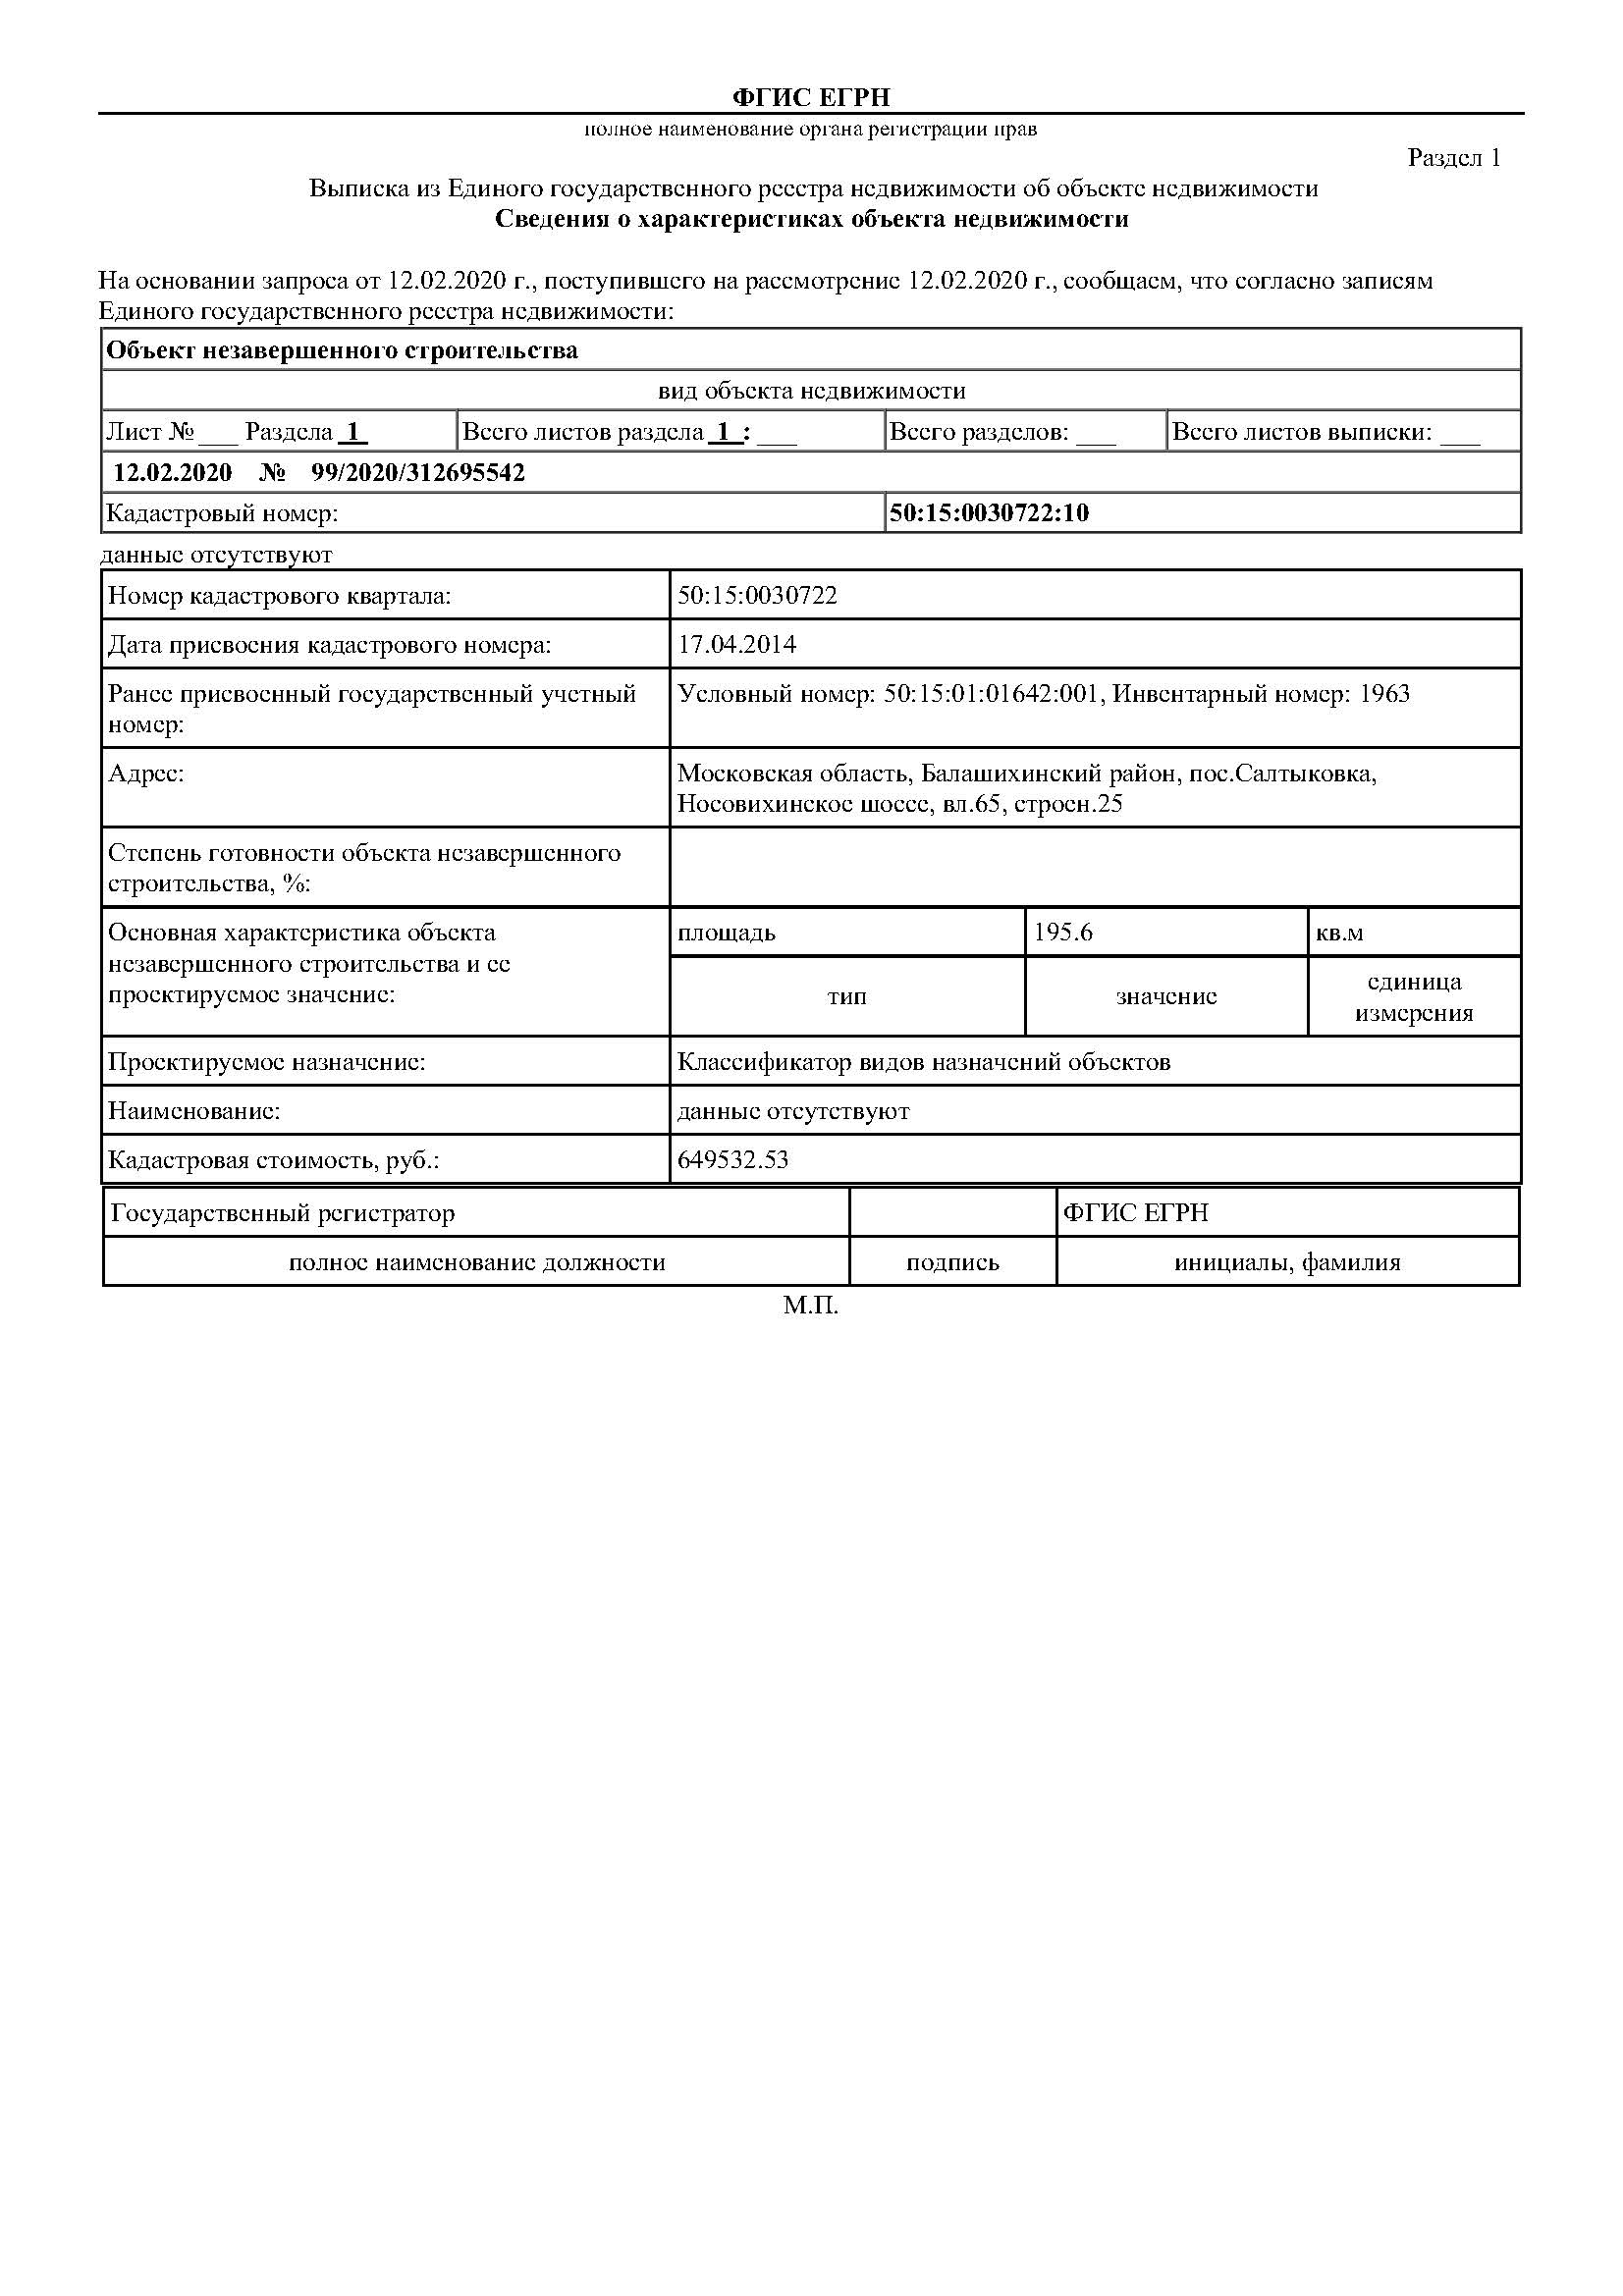 ФГИС ЕГРН
полное наименование органа регистрации прав
Раздел 1
Выписка из Единого государственного реестра недвижимости об объекте недвижимости
Сведения о характеристиках объекта недвижимости
На основании запроса от 12.02.2020 г., поступившего на рассмотрение 12.02.2020 г., сообщаем, что согласно записям
Единого государственного реестра недвижимости:
Объект незавершенного строительства
вид объекта недвижимости
Лист № ___ Раздела 1 Всего листов раздела 1 : ___ Всего разделов: ___ Всего листов выписки: ___
12.02.2020 № 99/2020/312695542
Кадастровый номер: 50:15:0030722:10
данные отсутствуют
Номер кадастрового квартала: 50:15:0030722
Дата присвоения кадастрового номера: 17.04.2014
Ранее присвоенный государственный учетный Условный номер: 50:15:01:01642:001, Инвентарный номер: 1963
номер:
Адрес: Московская область, Балашихинский район, пос.Салтыковка,
Носовихинское шоссе, вл.65, строен.25
Степень готовности объекта незавершенного
строительства, %:
Основная характеристика объекта площадь 195.6 кв.м
незавершенного строительства и ее
проектируемое значение: тип значение единица
измерения
Проектируемое назначение: Классификатор видов назначений объектов
Наименование: данные отсутствуют
Кадастровая стоимость, руб.: 649532.53
Государственный регистратор ФГИС ЕГРН
полное наименование должности подпись инициалы, фамилия
М.П.